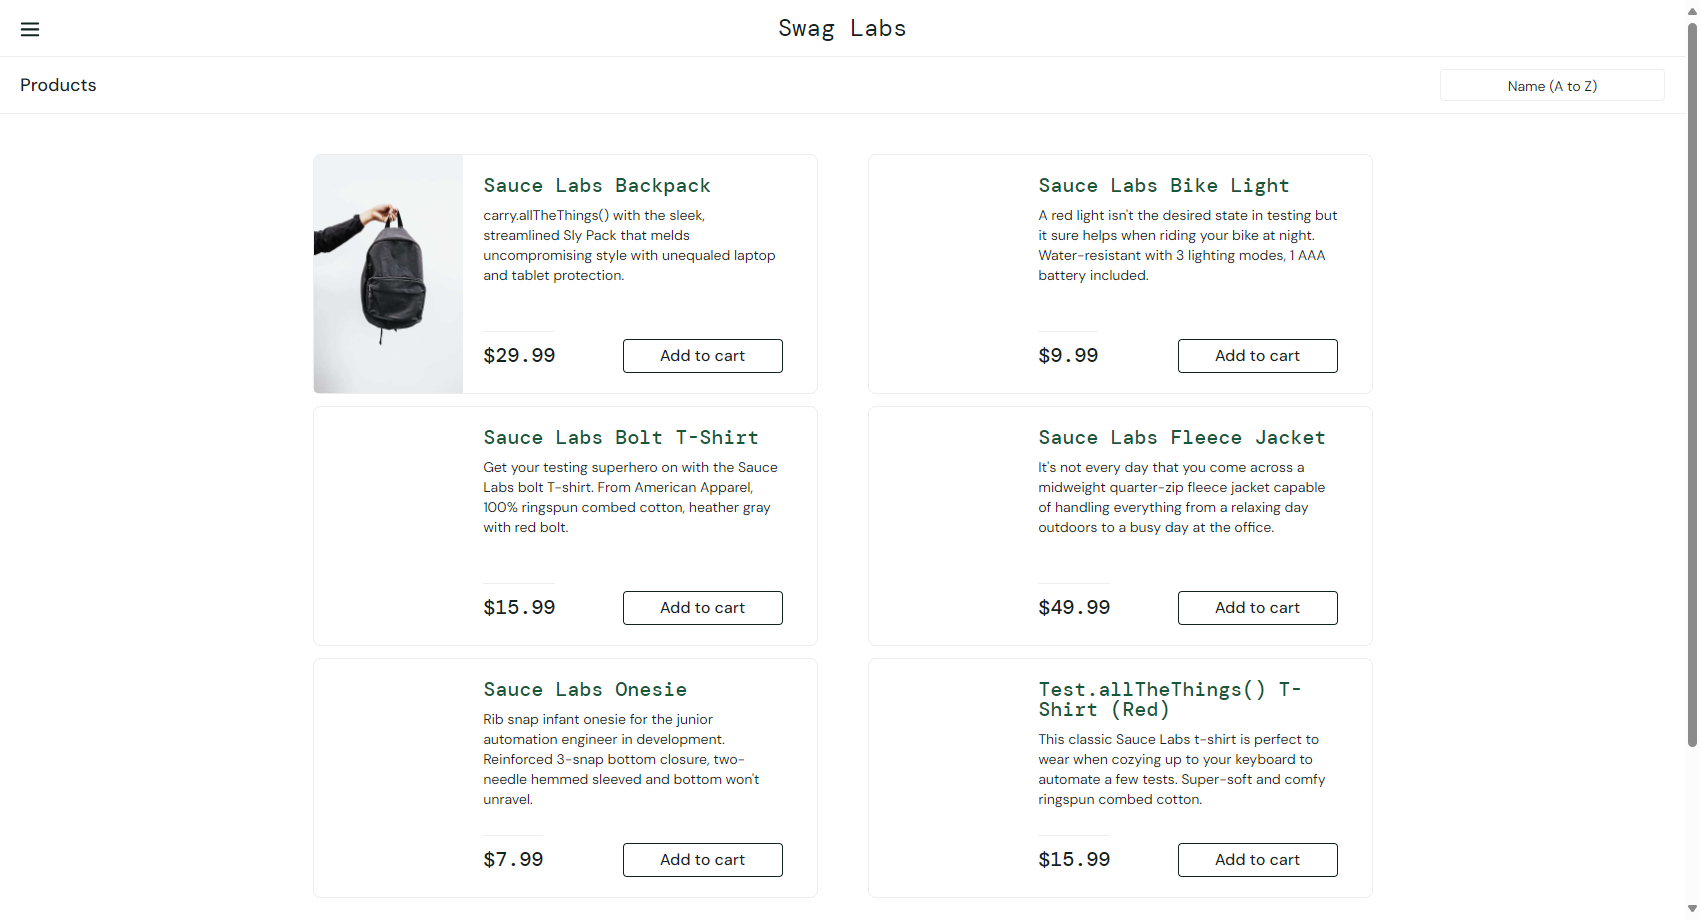 Swag Labs
Products
Name (A to Z)
Sauce Labs Backpack
carry.allTheThings() with the sleek,
streamlined Sly Pack that melds
uncompromising style with unequaled laptop
and tablet protection.
$29.99
Add to cart
Sauce Labs Bike Light
A red light isn't the desired state in testing but
it sure helps when riding your bike at night.
Water-resistant with 3 lighting modes, 1 AAA
battery included.
$9.99
Add to cart
Sauce Labs Bolt T-Shirt
Get your testing superhero on with the Sauce
Labs bolt T-shirt. From American Apparel,
100% ringspun combed cotton, heather gray
with red bolt.
$15.99
Add to cart
Sauce Labs Fleece Jacket
It's not every day that you come across a
midweight quarter-zip fleece jacket capable
of handling everything from a relaxing day
outdoors to a busy day at the office.
$49.99
Add to cart
Sauce Labs Onesie
Rib snap infant onesie for the junior
automation engineer in development.
Reinforced 3-snap bottom closure, two-
needle hemmed sleeved and bottom won't
unravel.
$7.99
Add to cart
Test.allTheThings() T-
Shirt (Red)
This classic Sauce Labs t-shirt is perfect to
wear when cozying up to your keyboard to
automate a few tests. Super-soft and comfy
ringspun combed cotton.
$15.99
Add to cart